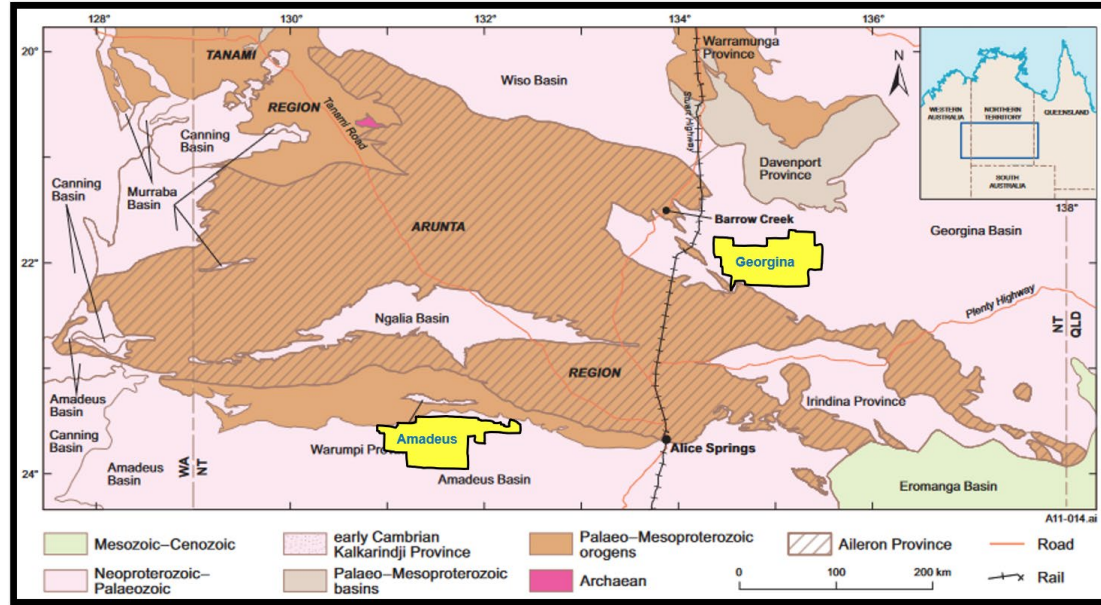 128°
130°
132°
134°
136°
20°
20°
TANAMI
REGION
Tanami Road
Wiso Basin
Stuart Highway
Warramunga
Province
N
WESTERN
AUSTRALIA
NORTHERN
TERRITORY
QUEENSLAND
SOUTH
AUSTRALIA
138°
Canning
Basin
Canning
Basin
Murraba
Basin
Davenport
Province
Barrow Creek
ARUNTA
Georgina Basin
22°
22°
Georgina
Ngalia Basin
Plenty Highway
NT
QLD
REGION
Amadeus
Basin
Canning
Basin
Irindina Province
Amadeus
Warumpi Prov
Alice Springs
Amadeus
Basin
WA
NT
Amadeus Basin
24°
24°
Eromanga Basin
A11-014.ai
Mesozoic–Cenozoic
early Cambrian
Kalkarindji Province
Palaeo–Mesoproterozoic
orogens
Aileron Province
Road
Neoproterozoic–
Palaeozoic
Palaeo–Mesoproterozoic
basins
Archaean
0
100
200 km
Rail